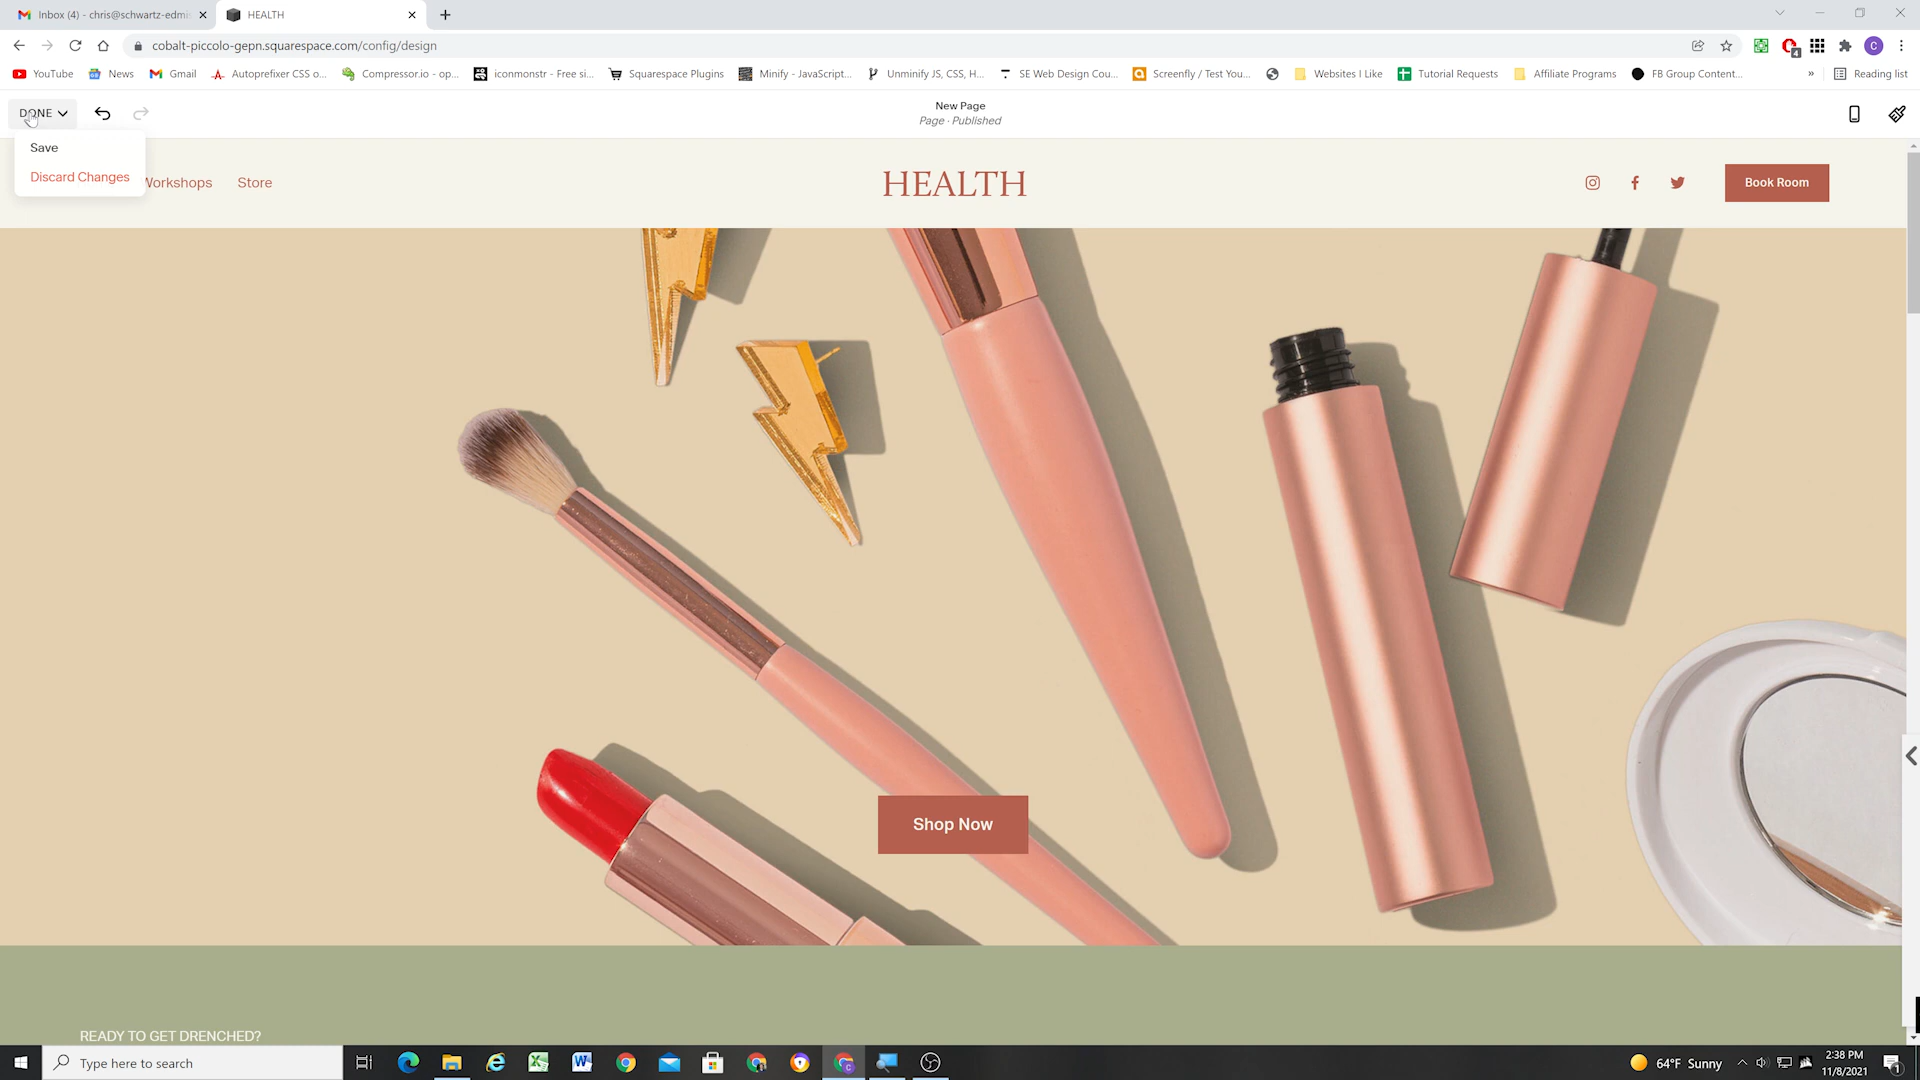 Inbox (4) - chris@schwartz-edmi
HEALTH
cobalt-piccolo-gepn.squarespace.com/config/design
C
4
YouTube
News
Gmail
Autoprefixer CSS o...
Compressor.io - op...
iconmonstr - Free si...
Squarespace Plugins
Minify - JavaScript...
Unminify JS, CSS, H...
SE Web Design Cou...
Screenfly / Test You...
Websites I Like
Tutorial Requests
Affiliate Programs
FB Group Content...
»
Reading list
DONE
New Page
Page · Published
Save
Discard Changes
Workshops
Store
HEALTH
Book Room
Shop Now
READY TO GET DRENCHED?
Type here to search
64°F Sunny
2:38 PM
11/8/2021
1